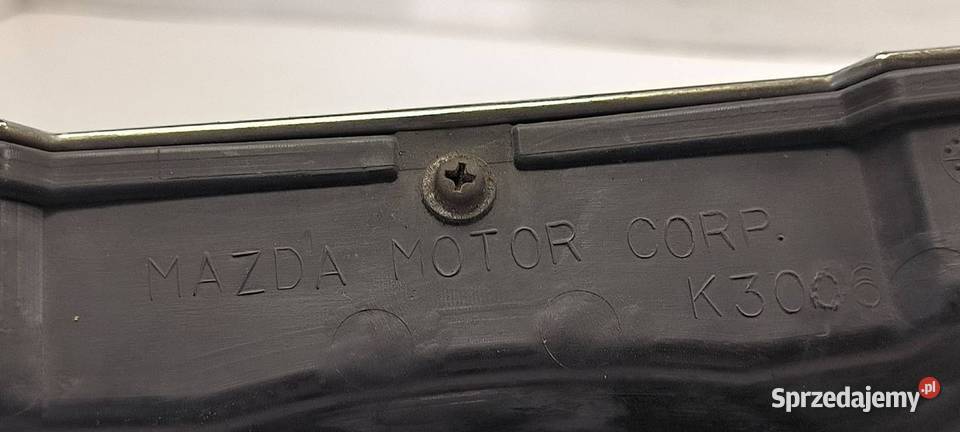 MAZDA MOTOR CORP.
K3006
Sprzedajemy.pl